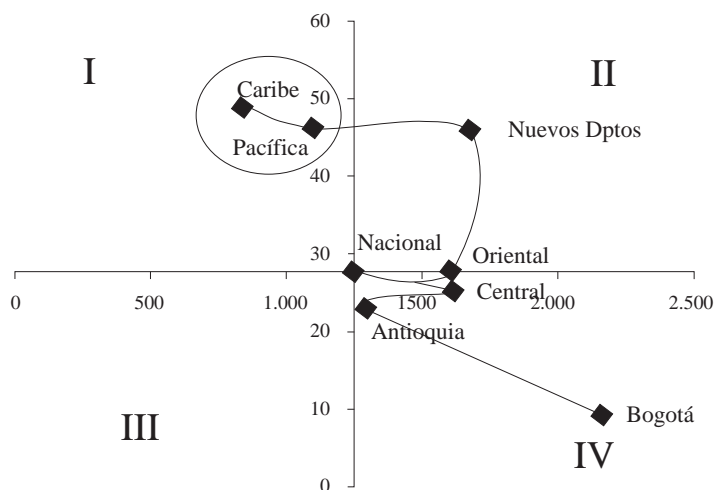 60
I
II
Caribe
50
Nuevos Dptos
Pacífica
40
Nacional
30
Oriental
0
500
1.000
1500
Central
2.000
2.500
20
Antioquia
10
Bogotá
III
IV
0